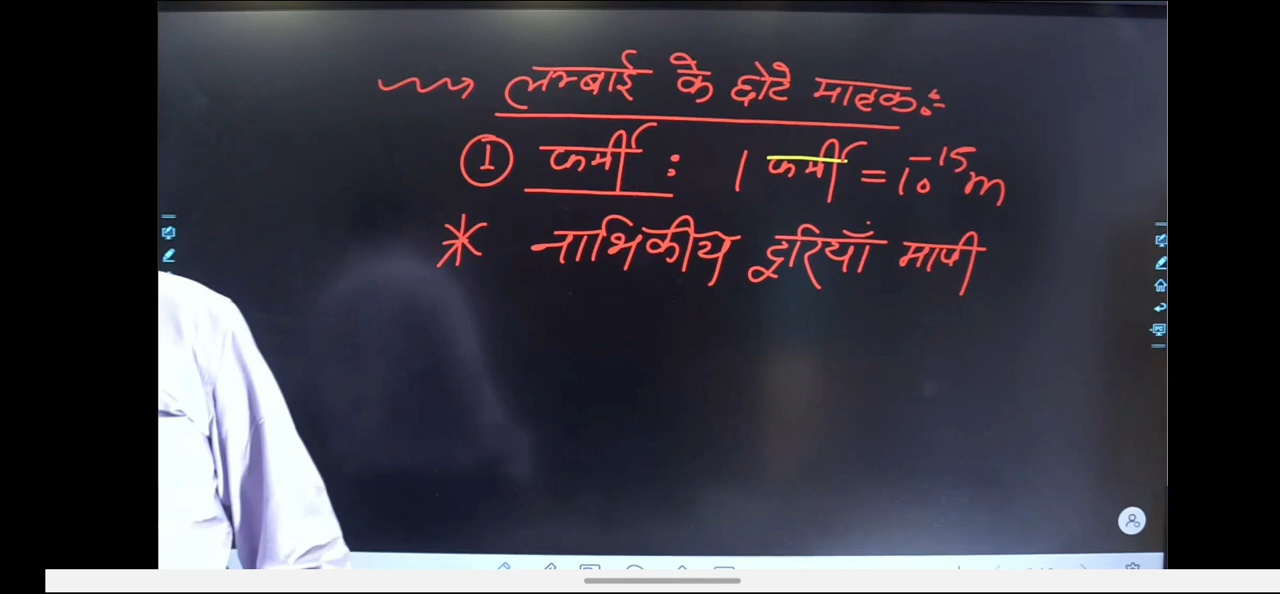 लम्बाई के छोटे मात्रक:-
① फर्मी : 1 फर्मी = 10⁻¹⁵ m
* नाभिकीय दूरियाँ मापी